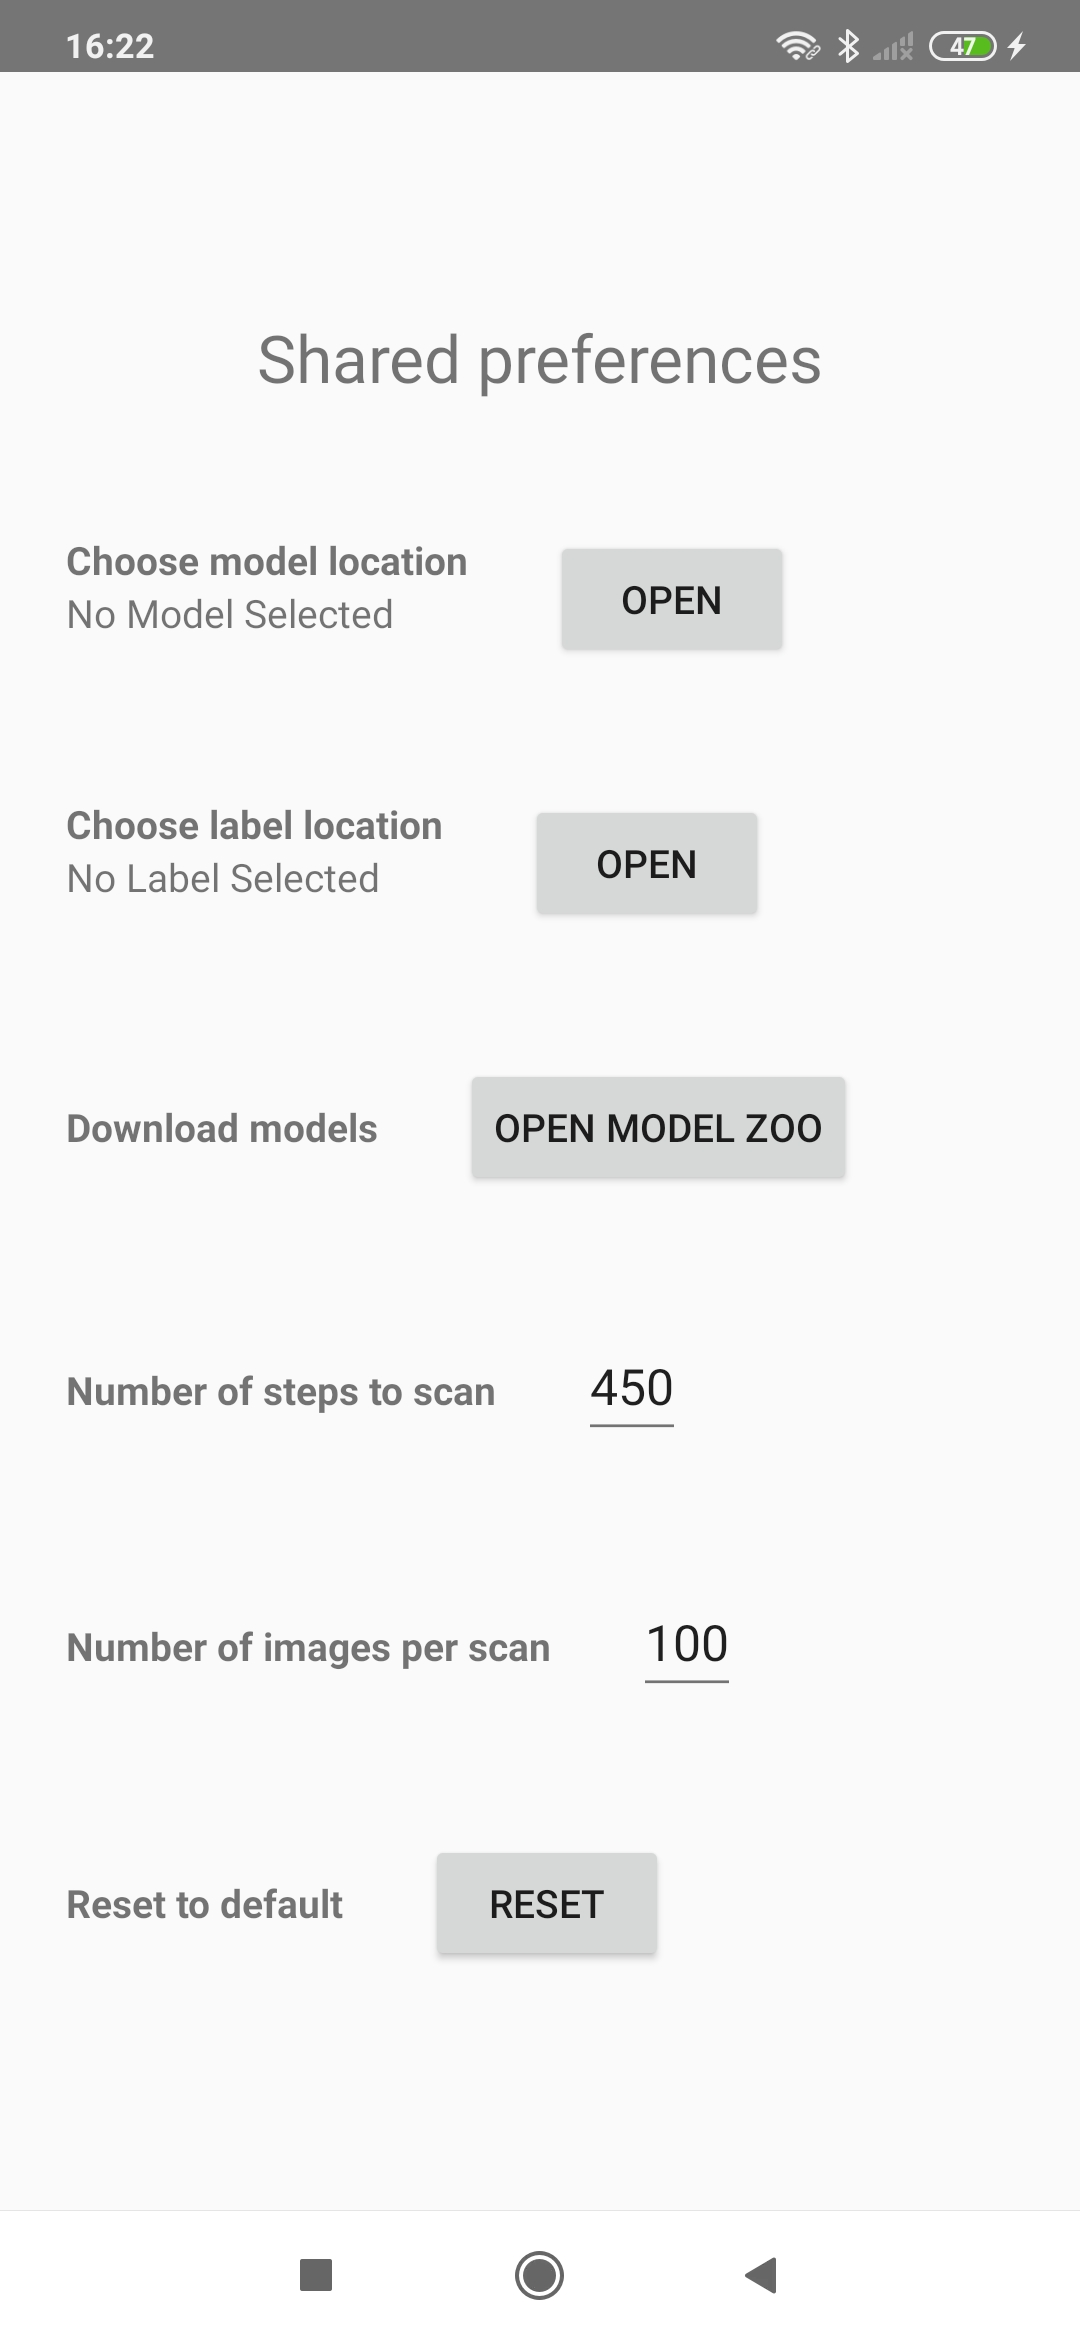 16:22
47
Shared preferences
Choose model location
No Model Selected
OPEN
Choose label location
No Label Selected
OPEN
Download models
OPEN MODEL ZOO
Number of steps to scan
450
Number of images per scan
100
Reset to default
RESET